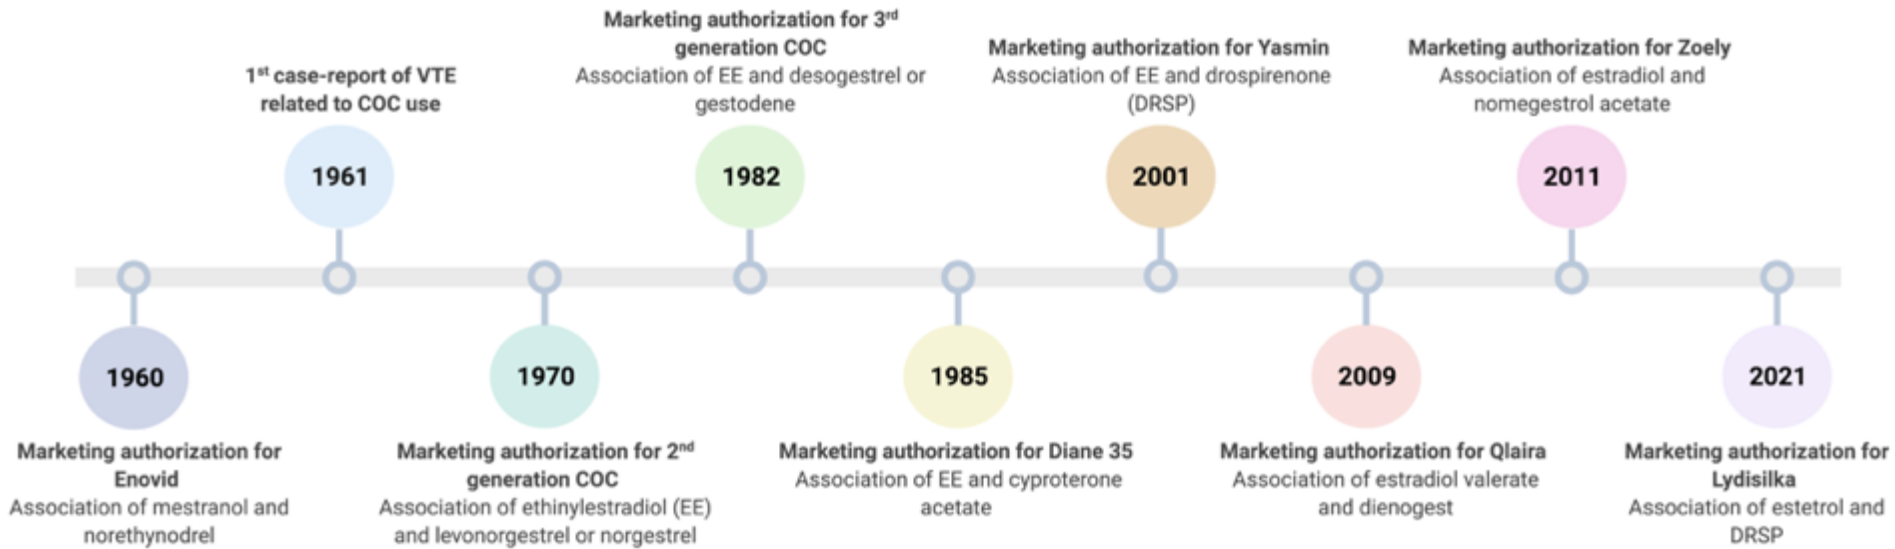 1st case-report of VTE
related to COC use
1961
Marketing authorization for 3rd
generation COC
Association of EE and desogestrel or
gestodene
1982
Marketing authorization for Yasmin
Association of EE and drospirenone
(DRSP)
2001
Marketing authorization for Zoely
Association of estradiol and
nomegestrol acetate
2011
1960
Marketing authorization for
Enovid
Association of mestranol and
norethynodrel
1970
Marketing authorization for 2nd
generation COC
Association of ethinylestradiol (EE)
and levonorgestrel or norgestrel
1985
Marketing authorization for Diane 35
Association of EE and cyproterone
acetate
2009
Marketing authorization for Qlaira
Association of estradiol valerate
and dienogest
2021
Marketing authorization for
Lydisilka
Association of estetrol and
DRSP